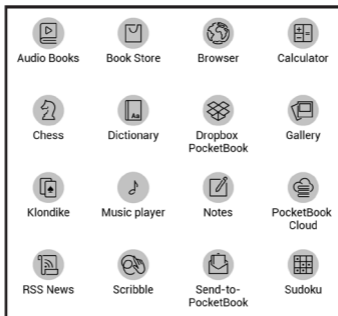 Audio Books Book Store Browser Calculator
Chess Dictionary Dropbox PocketBook Gallery
Klondike Music player Notes PocketBook Cloud
RSS News Scribble Send-to-PocketBook Sudoku